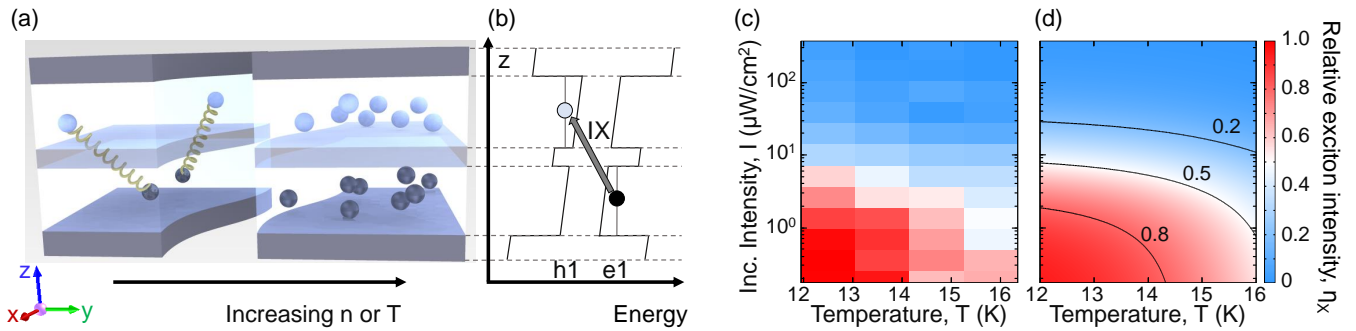 (a)
(b)
(c)
(d)
z
IX
h1 e1
z
x
y
Increasing n or T
Energy
Inc. Intensity, I (µW/cm²)
10²
10¹
10⁰
12 13 14 15 16
Temperature, T (K)
0.2
0.5
0.8
12 13 14 15 16
Temperature, T (K)
1.0
0.8
0.6
0.4
0.2
0
Relative exciton intensity, nX